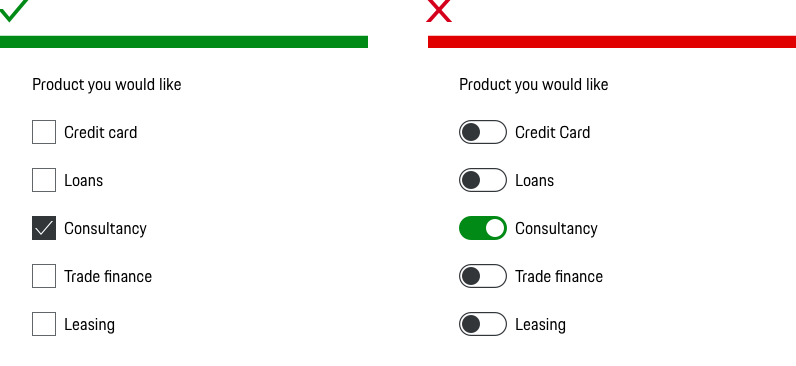 Product you would like
Credit card
Loans
Consultancy
Trade finance
Leasing
Product you would like
Credit Card
Loans
Consultancy
Trade finance
Leasing